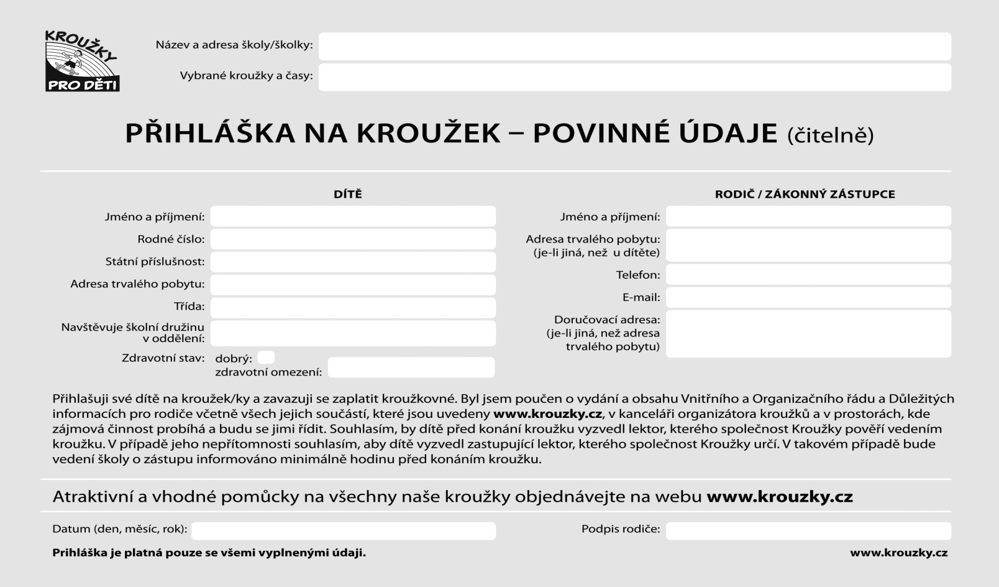 KROUŽKY
PRO DĚTI
Název a adresa školy/školky:
Vybrané kroužky a časy:
PŘIHLÁŠKA NA KROUŽEK – POVINNÉ ÚDAJE (čitelně)
DÍTĚ
Jméno a příjmení:
Rodné číslo:
Státní příslušnost:
Adresa trvalého pobytu:
Třída:
Navštěvuje školní družinu
v oddělení:
Zdravotní stav: dobrý:
zdravotní omezení:
RODIČ / ZÁKONNÝ ZÁSTUPCE
Jméno a příjmení:
Adresa trvalého pobytu:
(je-li jiná, než u dítěte)
Telefon:
E-mail:
Doručovací adresa:
(je-li jiná, než adresa
trvalého pobytu)
Přihlašuji své dítě na kroužek/ky a zavazuji se zaplatit kroužkovné. Byl jsem poučen o vydání a obsahu Vnitřního a Organizačního řádu a Důležitých
informacích pro rodiče včetně všech jejich součástí, které jsou uvedeny www.krouzky.cz, v kanceláři organizátora kroužků a v prostorách, kde
zájmová činnost probíhá a budu se jimi řídit. Souhlasím, by dítě před konání kroužku vyzvedl lektor, kterého společnost Kroužky pověří vedením
kroužku. V případě jeho nepřítomnosti souhlasím, aby dítě vyzvedl zastupující lektor, kterého společnost Kroužky určí. V takovém případě bude
vedení školy o zástupu informováno minimálně hodinu před konáním kroužku.
Atraktivní a vhodné pomůcky na všechny naše kroužky objednávejte na webu www.krouzky.cz
Datum (den, měsíc, rok):
Podpis rodiče:
Prihláška je platná pouze se všemi vyplnenými údaji.
www.krouzky.cz